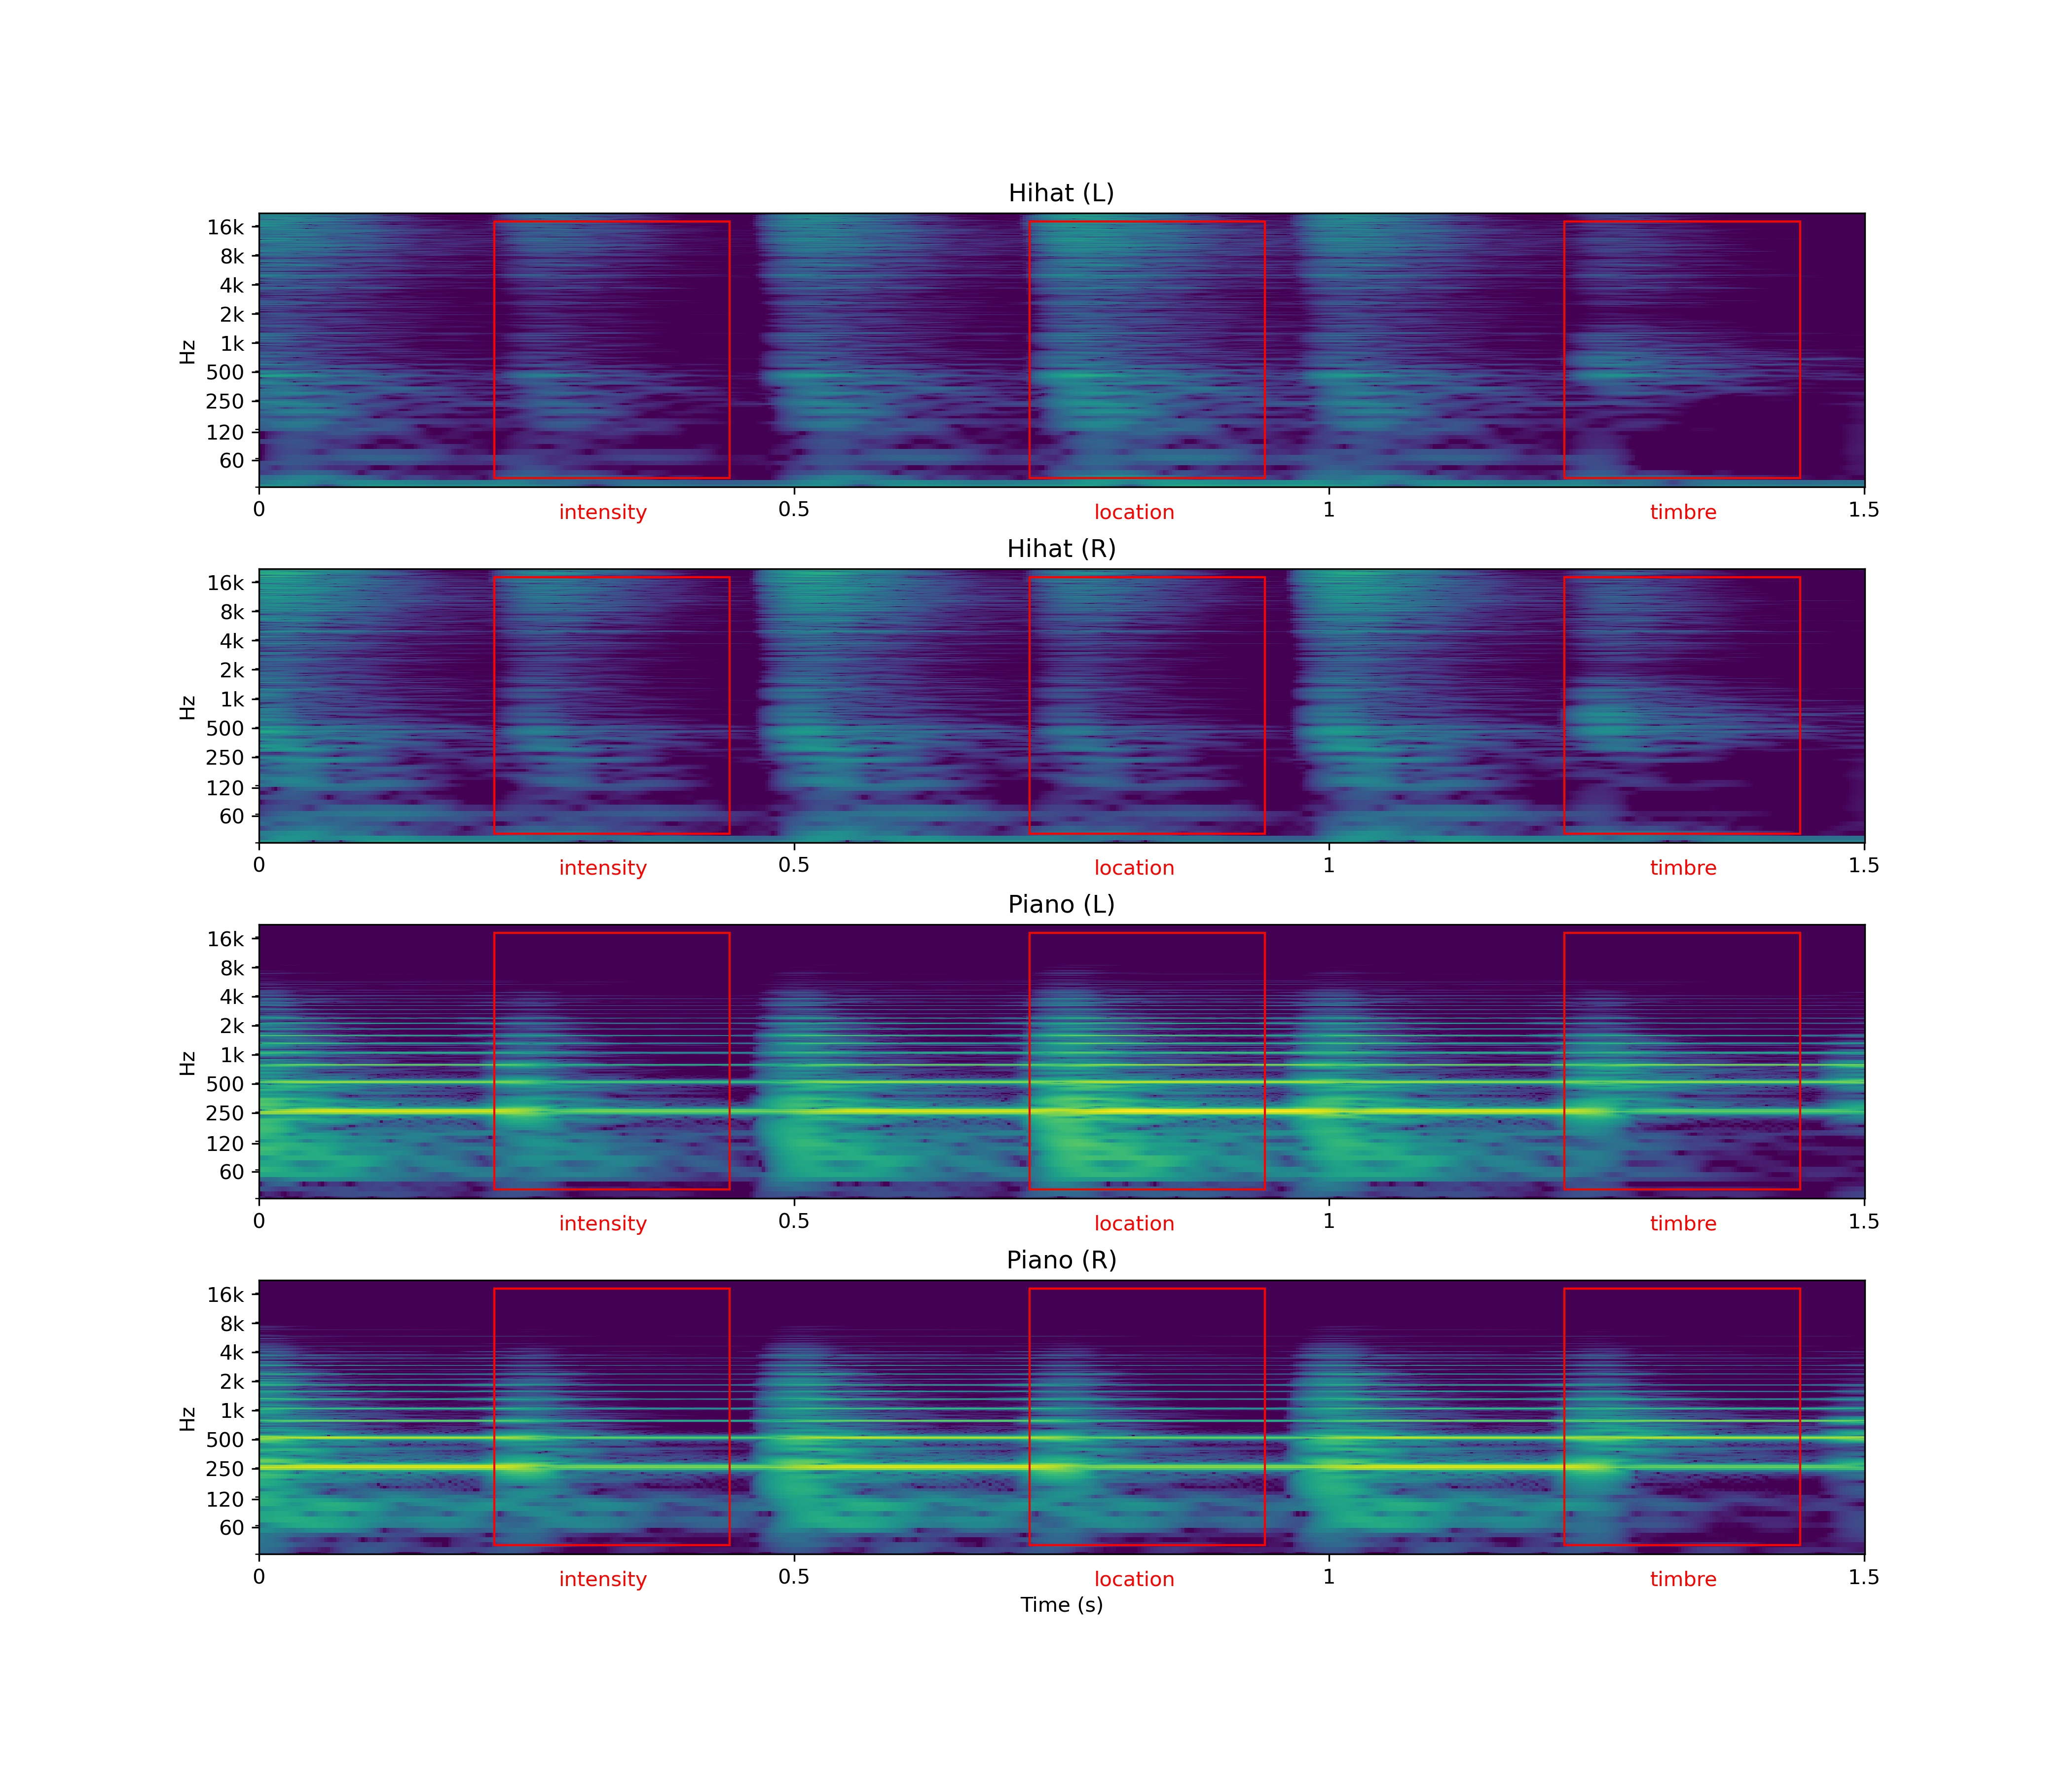 Hihat (L)
16k
8k
4k
2k
1k
500
250
120
60
Hz
0 intensity 0.5 location 1 timbre 1.5
Hihat (R)
16k
8k
4k
2k
1k
500
250
120
60
Hz
0 intensity 0.5 location 1 timbre 1.5
Piano (L)
16k
8k
4k
2k
1k
500
250
120
60
Hz
0 intensity 0.5 location 1 timbre 1.5
Piano (R)
16k
8k
4k
2k
1k
500
250
120
60
Hz
0 intensity 0.5 location 1 timbre 1.5
Time (s)